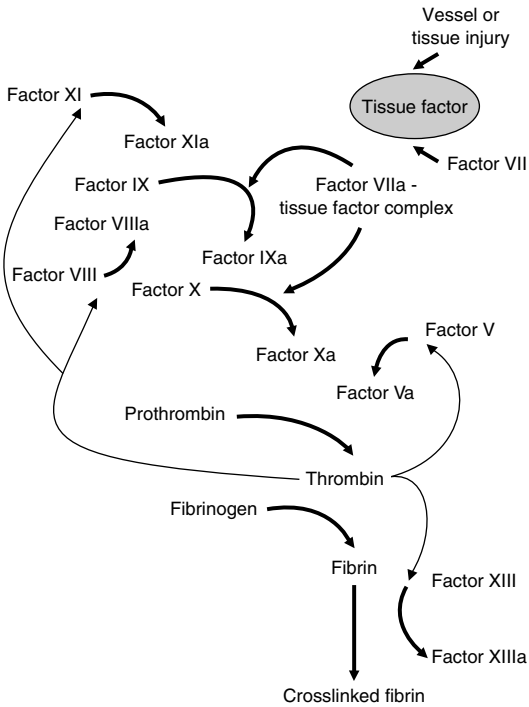 Vessel or
tissue injury
Tissue factor
Factor XI
Factor XIa
Factor VII
Factor IX
Factor VIIa -
tissue factor complex
Factor VIIIa
Factor IXa
Factor VIII
Factor X
Factor Xa
Factor V
Factor Va
Prothrombin
Thrombin
Fibrinogen
Fibrin
Factor XIII
Factor XIIIa
Crosslinked fibrin